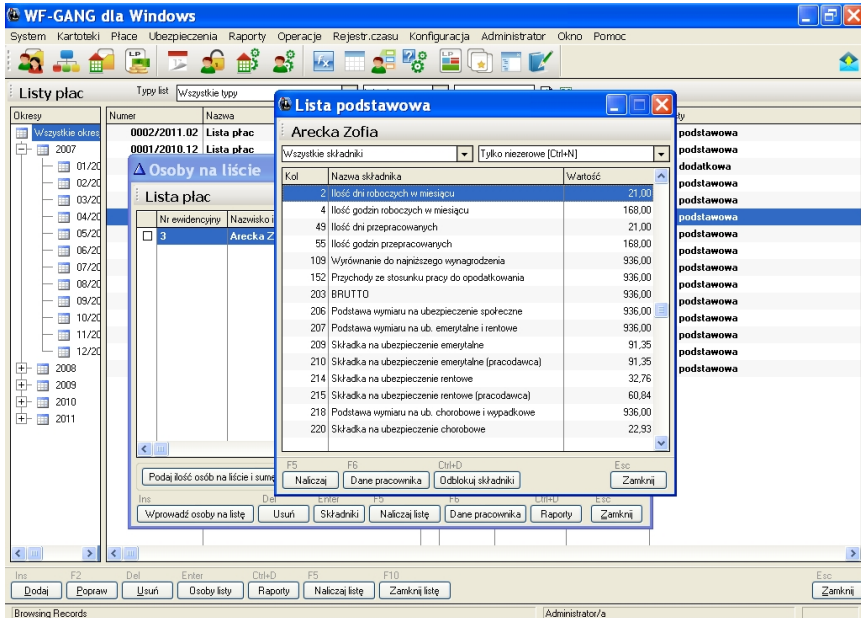 WF-GANG dla Windows
System Kartoteki Płace Ubezpieczenia Raporty Operacje Rejestr.czasu Konfiguracja Administrator Okno Pomoc
Listy płac
Typy list Wszystkie typy
Okresy
Wszystkie okres
2007
01/20
02/20
03/20
04/20
05/20
06/20
07/20
08/20
09/20
10/20
11/20
12/20
2008
2009
2010
2011
Numer Nazwa
0002/2011.02 Lista płac
0001/2010.12 Lista płac
podstawowa
podstawowa
dodatkowa
podstawowa
podstawowa
podstawowa
podstawowa
podstawowa
podstawowa
podstawowa
podstawowa
podstawowa
podstawowa
podstawowa
podstawowa
Osoby na liście
Lista płac
Nr ewidencyjny Nazwisko i
3 Arecka Z
Podaj ilość osób na liście i sumę
Ins Del Enter F5 F6 Ctrl+D Esc
Wprowadź osoby na listę Usuń Składniki Naliczaj listę Dane pracownika Raporty Zamknij
Lista podstawowa
Arecka Zofia
Wszystkie składniki Tylko niezerowe [Ctrl+N]
Kol Nazwa składnika Wartość
2 Ilość dni roboczych w miesiącu 21,00
4 Ilość godzin roboczych w miesiącu 168,00
49 Ilość dni przepracowanych 21,00
55 Ilość godzin przepracowanych 168,00
109 Wyrównanie do najniższego wynagrodzenia 936,00
152 Przychody ze stosunku pracy do opodatkowania 936,00
203 BRUTTO 936,00
206 Podstawa wymiaru na ubezpieczenie społeczne 936,00
207 Podstawa wymiaru na ub. emerytalne i rentowe 936,00
209 Składka na ubezpieczenie emerytalne 91,35
210 Składka na ubezpieczenie emerytalne (pracodawca) 91,35
214 Składka na ubezpieczenie rentowe 32,76
215 Składka na ubezpieczenie rentowe (pracodawca) 60,84
218 Podstawa wymiaru na ub. chorobowe i wypadkowe 936,00
220 Składka na ubezpieczenie chorobowe 22,93
F5 F6 Ctrl+D Esc
Naliczaj Dane pracownika Odblokuj składniki Zamknij
Ins F2 Del Enter Ctrl+D F5 F10 Esc
Dodaj Popraw Usuń Osoby listy Raporty Naliczaj listę Zamknij listę Zamknij
Browsing Records Administrator/a